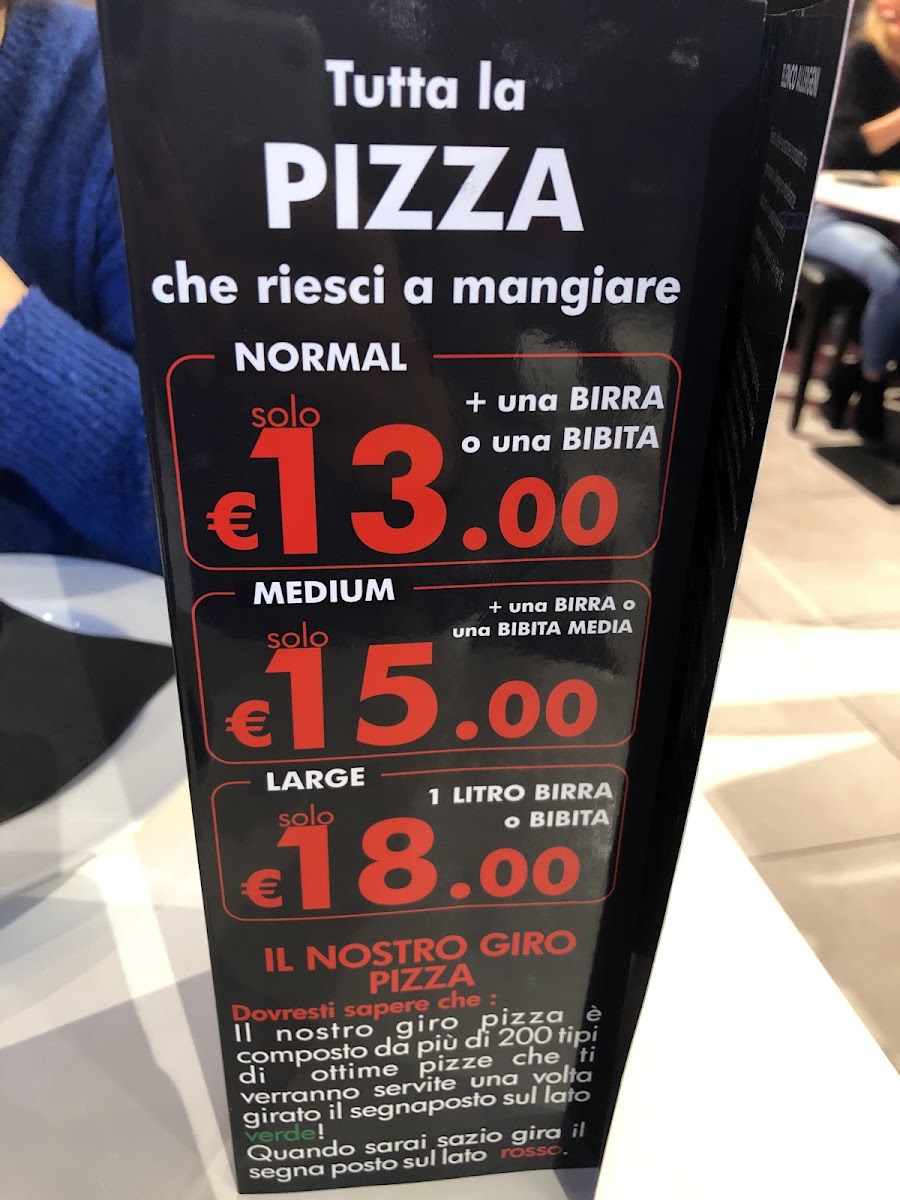 Tutta la
PIZZA
che riesci a mangiare
NORMAL
+ una BIRRA
o una BIBITA
solo
€13.00
MEDIUM
+ una BIRRA o
una BIBITA MEDIA
solo
€15.00
LARGE
1 LITRO BIRRA
o BIBITA
solo
€18.00
IL NOSTRO GIRO
PIZZA
Dovresti sapere che :
Il nostro giro pizza è
composto da più di 200 tipi
di ottime pizze che ti
verranno servite una volta
girato il segnaposto sul lato
verde!
Quando sarai sazio gira il
segna posto sul lato rosso.
ELENCO ALLERGENI